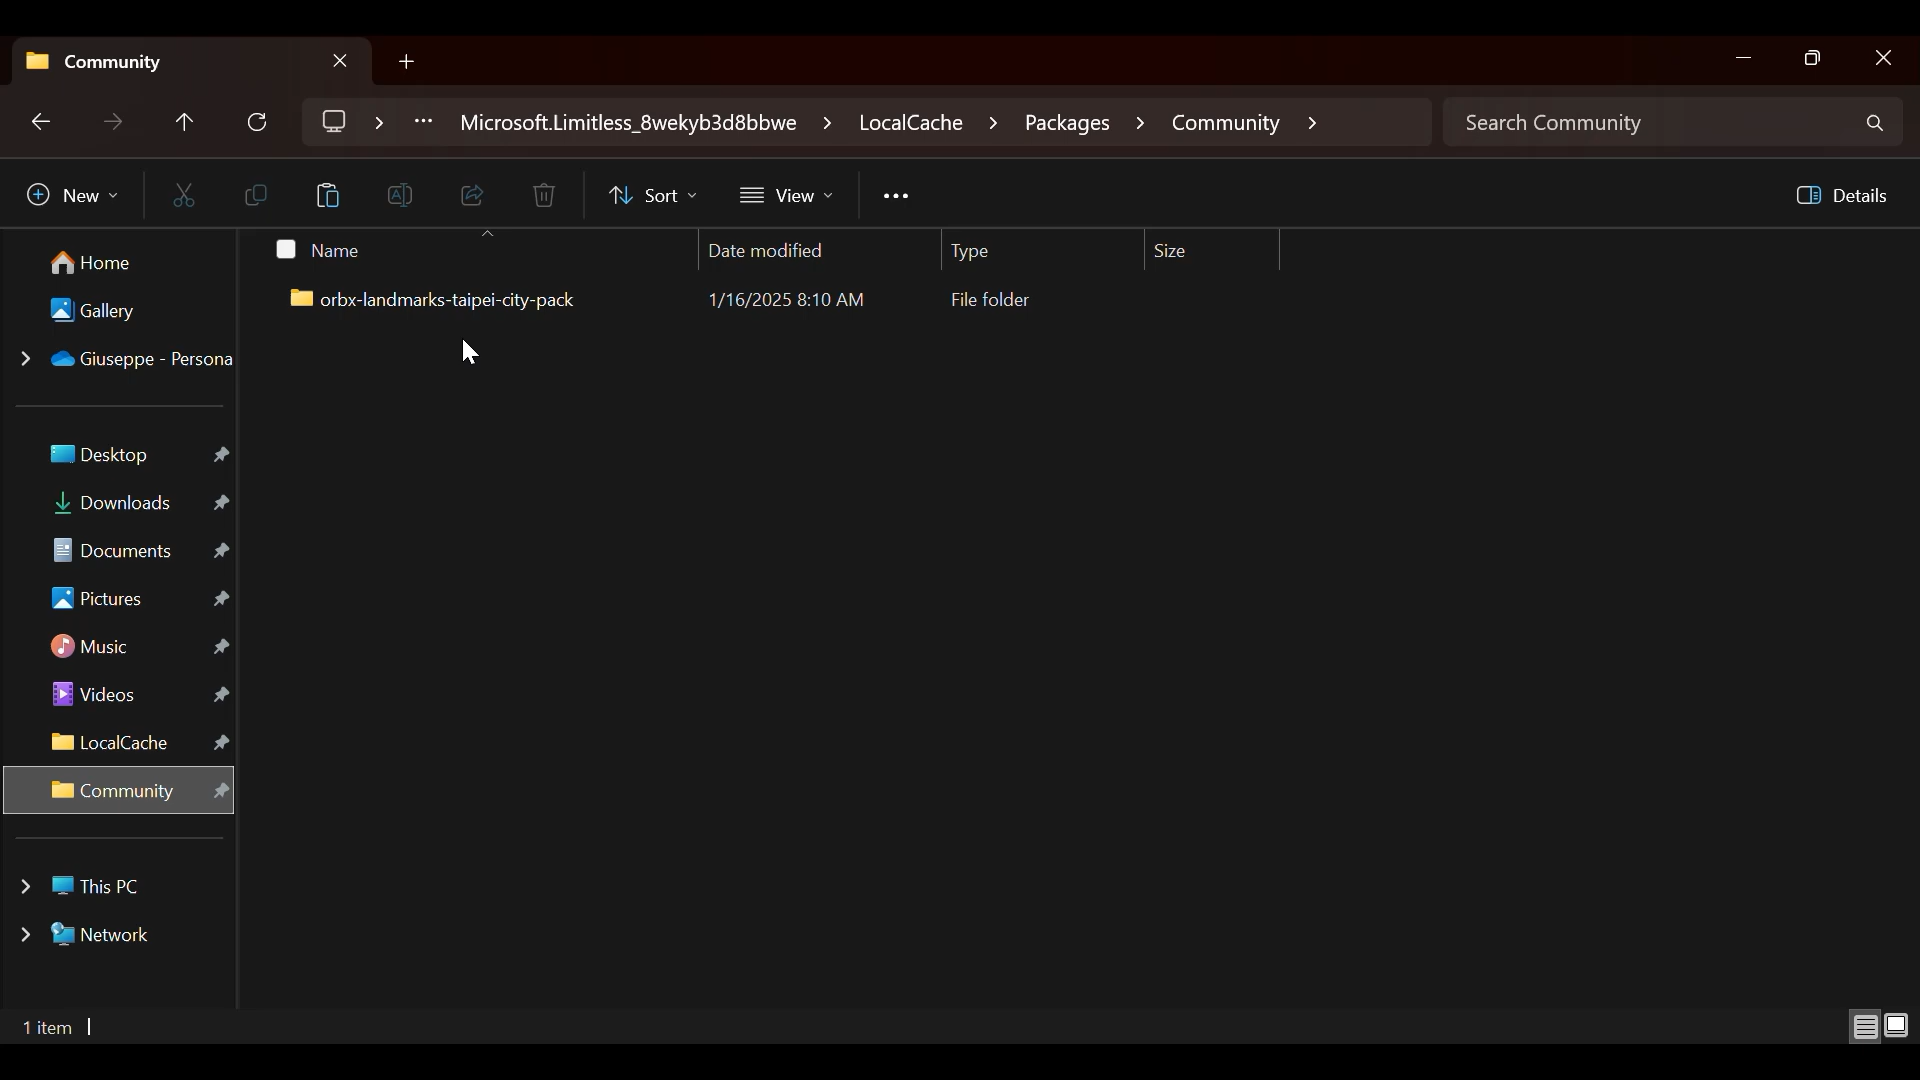 Community
Microsoft.Limitless_8wekyb3d8bbwe > LocalCache > Packages > Community >
Search Community
New
Sort
View
Details
Name
Date modified
Type
Size
orbx-landmarks-taipei-city-pack
1/16/2025 8:10 AM
File folder
Home
Gallery
Giuseppe - Persona
Desktop
Downloads
Documents
Pictures
Music
Videos
LocalCache
Community
This PC
Network
1 item